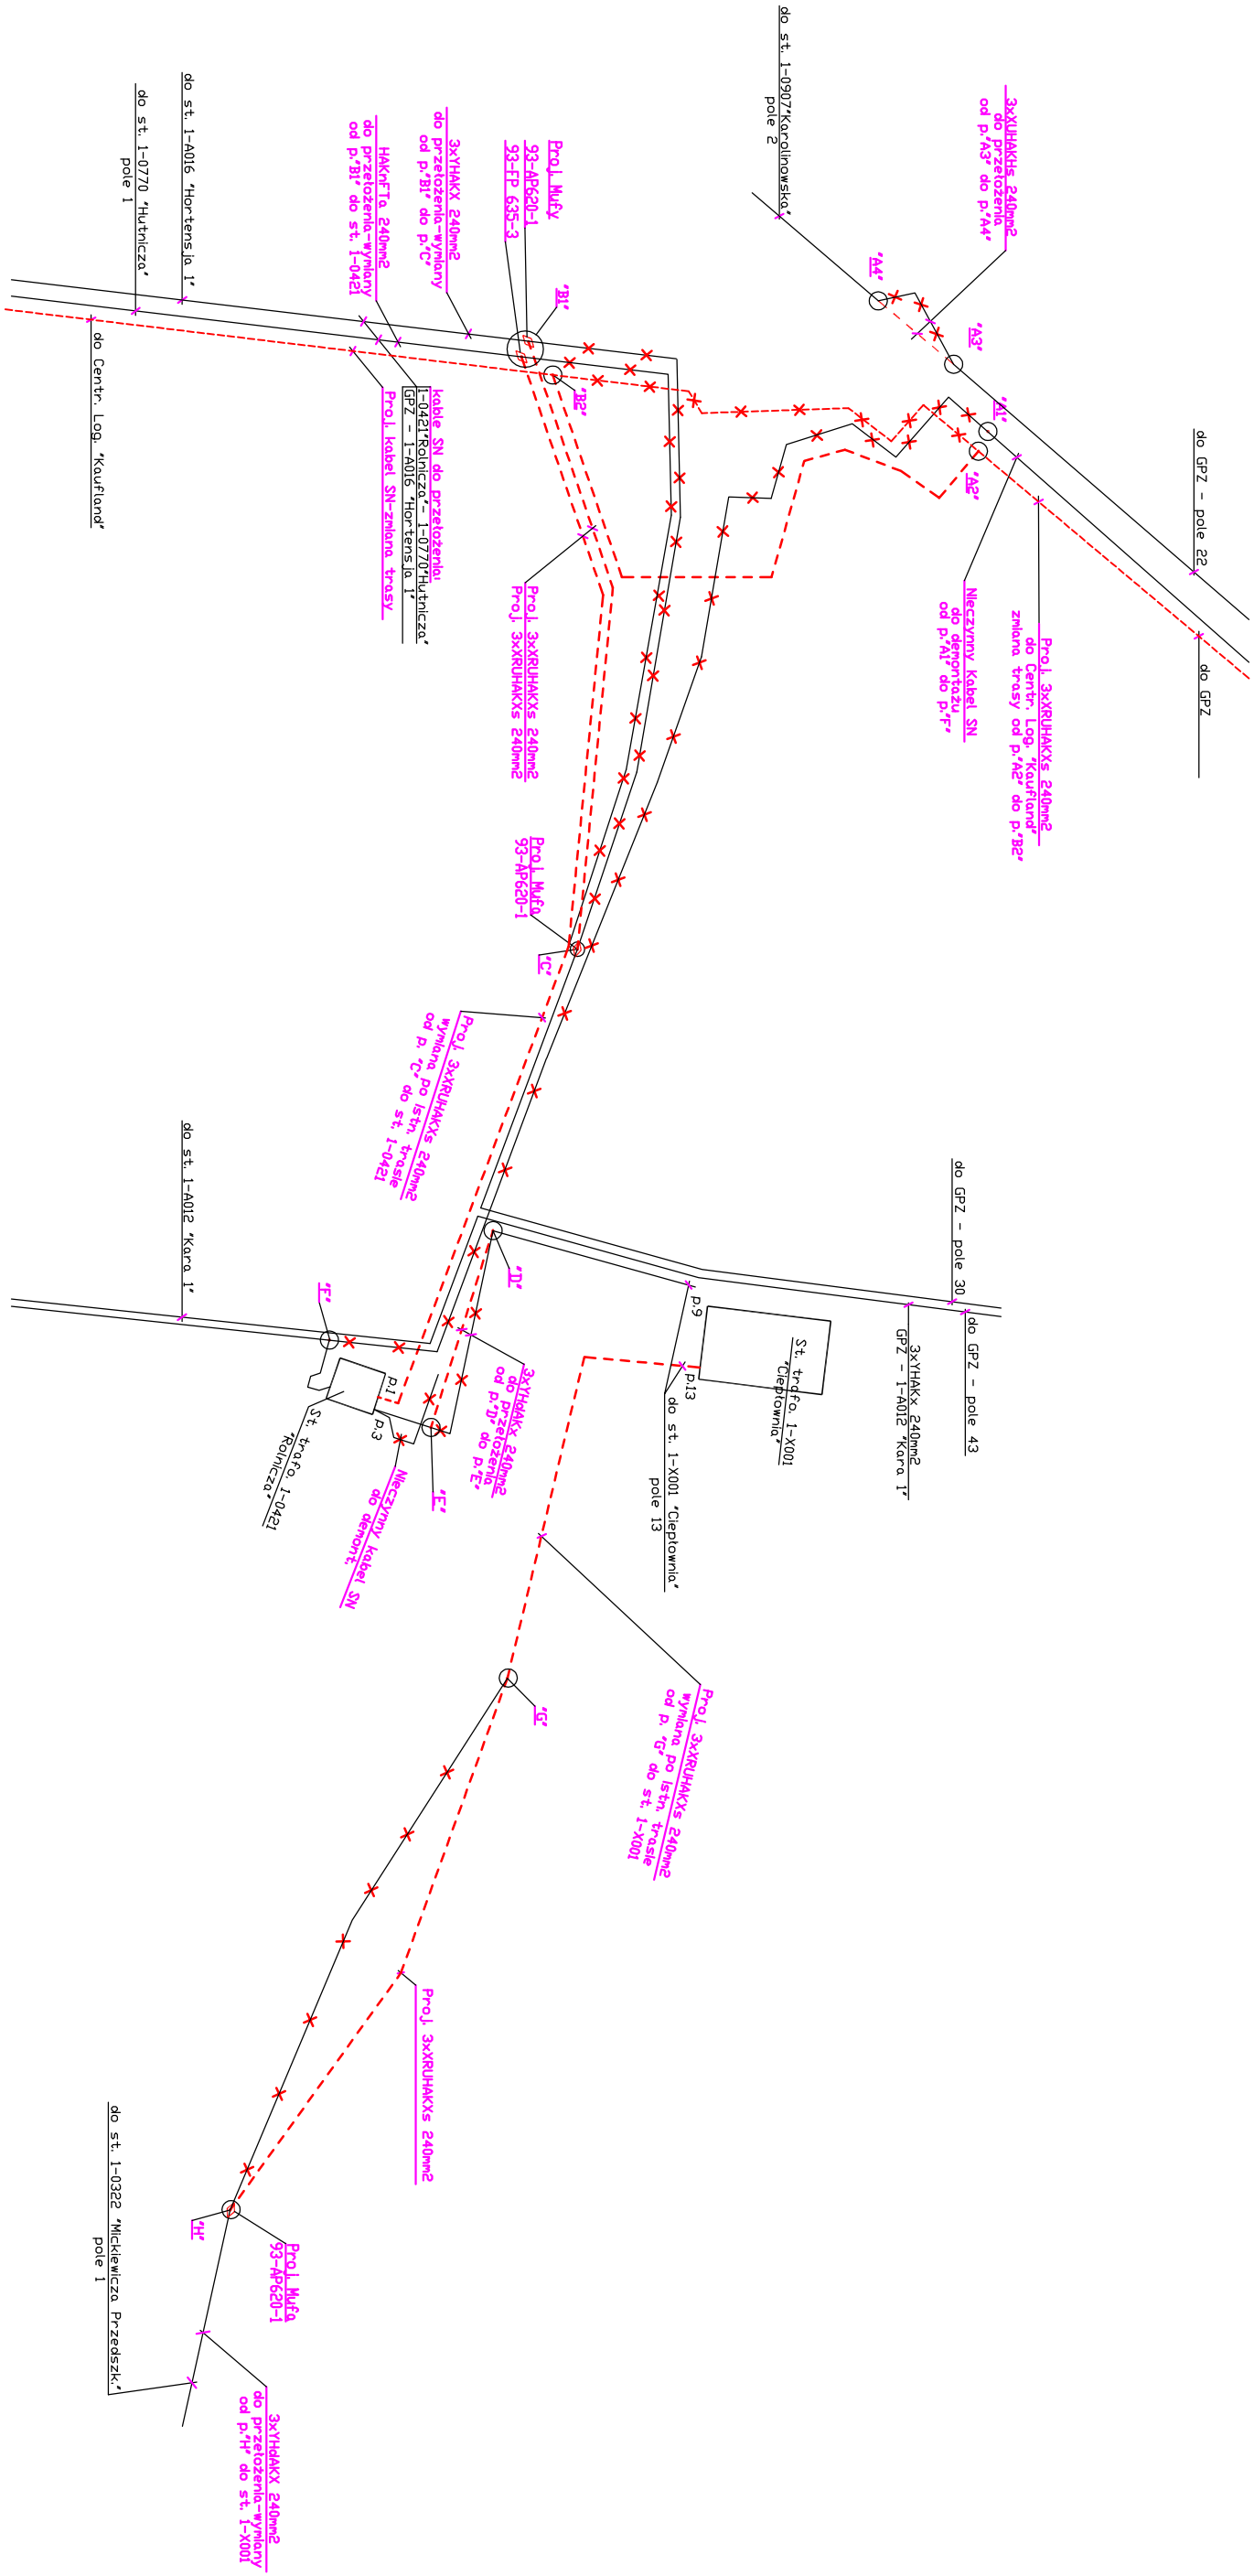 do st. 1-0907"Karolinowska"
pole 2
3xXUHAKHs 240mm2
do przełożenia
od p."A3" do p."A4"
"A4"
"A3"
"A1"
"A2"
do GPZ - pole 22
do GPZ
Proj. 3xXRUHAKXs 240mm2
do Centr. Log. "Kaufland"
zmiana trasy od p."A2" do p."B2"
Nieczynny Kabel SN
do demontażu
od p."A1" do p."F"
do st. 1-A016 "Hortensja 1"
do st. 1-0770 "Hutnicza"
pole 1
do Centr. Log. "Kaufland"
Proj. Mufy
93-AP620-1
93-FP 635-3
3xYHAKX 240mm2
do przełożenia-wymiany
od p."B1" do p."C"
HAKnFTa 240mm2
do przełożenia-wymiany
od p."B1" do st. 1-0421
"B1"
"B2"
kable SN do przełożenia:
1-0421"Rolnicza"- 1-0770"Hutnicza"
GPZ - 1-A016 "Hortensja 1"
Proj. kabel SN-zmiana trasy
Proj. 3xXRUHAKXs 240mm2
Proj. 3xXRUHAKXs 240mm2
Proj. Mufa
93-AP620-1
"C"
Proj. 3xXRUHAKXs 240mm2
wymiana po istn. trasie
od p. "C" do st. 1-0421
do st. 1-A012 "Kara 1"
"F"
"D"
p.9
p.13
St. trafo. 1-X001
"Ciepłownia"
do GPZ - pole 30
do GPZ - pole 43
3xYHAKx 240mm2
GPZ - 1-A012 "Kara 1"
do st. 1-X001 "Ciepłownia"
pole 13
3xYHdAKx 240mm2
do przełożenia
od p."D" do p."E"
p.1
p.3
St. trafo. 1-0421
"Rolnicza"
"E"
Nieczynny kabel SN
do demont.
"G"
Proj. 3xXRUHAKXs 240mm2
wymiana po istn. trasie
od p. "G" do st. 1-X001
Proj. 3xXRUHAKXs 240mm2
"H"
Proj. Mufa
93-AP620-1
do st. 1-0322 "Mickiewicza Przedszk."
pole 1
3xYHdAKX 240mm2
do przełożenia-wymiany
od p."H" do st. 1-X001